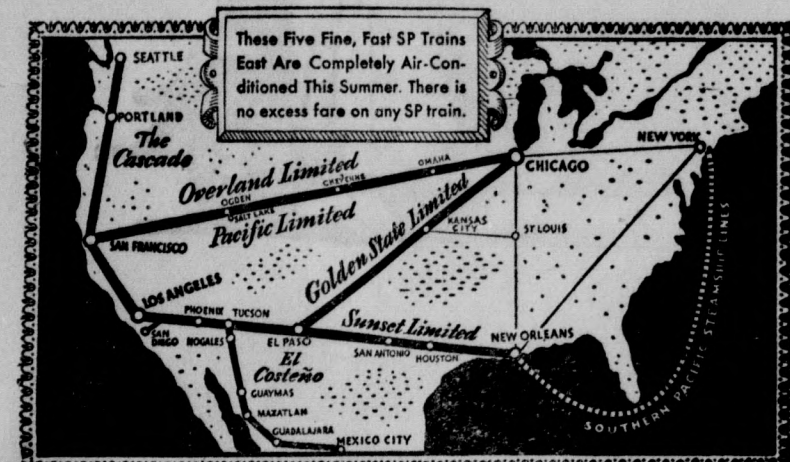 These Five Fine, Fast SP Trains
East Are Completely Air-Con-
ditioned This Summer. There is
no excess fare on any SP train.
SEATTLE
PORTLAND
The
Cascade
NEW YORK
CHICAGO
OMAHA
CHEYENNE
Overland Limited
OGDEN
SALT LAKE
Pacific Limited
SAN FRANCISCO
Golden State Limited
KANSAS
CITY
ST LOUIS
LOS ANGELES
SAN
DIEGO
PHOENIX
TUCSON
NOGALES
EL PASO
Sunset Limited
NEW ORLEANS
SAN ANTONIO
HOUSTON
El
Costeño
GUAYMAS
MAZATLAN
GUADALAJARA
MEXICO CITY
SOUTHERN PACIFIC STEAMSHIP LINES